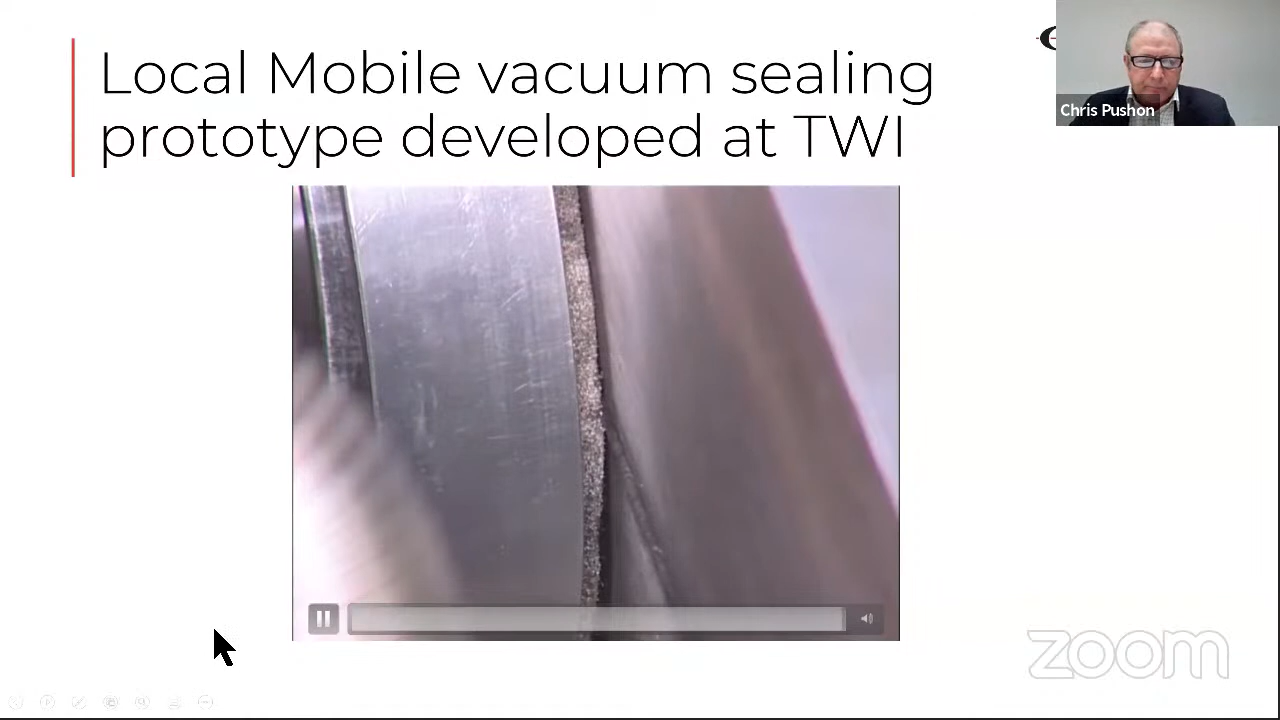 Local Mobile vacuum sealing
prototype developed at TWI
Chris Pushon
zoom